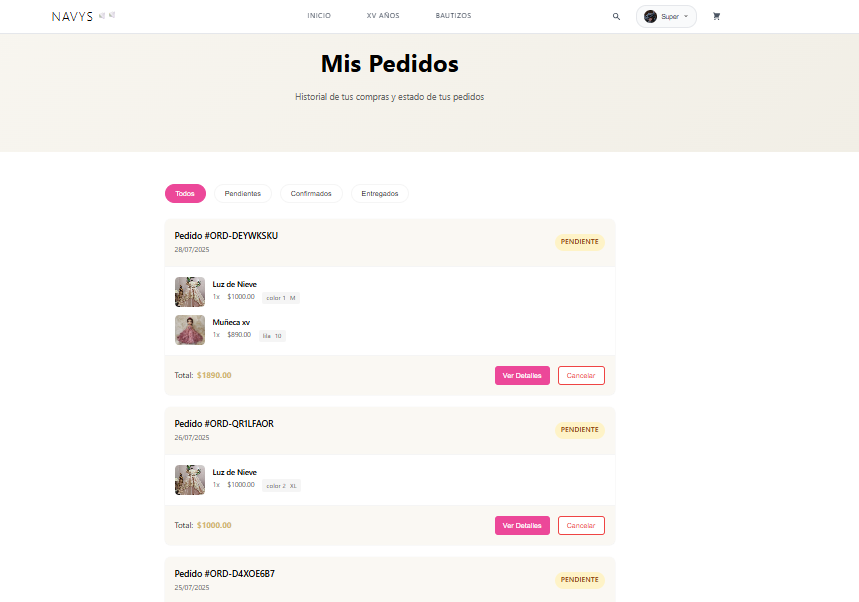 NAVYS
INICIO XV AÑOS BAUTIZOS
Super
Mis Pedidos
Historial de tus compras y estado de tus pedidos
Todos Pendientes Confirmados Entregados
Pedido #ORD-DEYWKSKU
28/07/2025
PENDIENTE
Luz de Nieve
1x $1000.00 color 1 M
Muñeca xv
1x $890.00 lila 10
Total: $1890.00
Ver Detalles Cancelar
Pedido #ORD-QR1LFAOR
26/07/2025
PENDIENTE
Luz de Nieve
1x $1000.00 color 2 XL
Total: $1000.00
Ver Detalles Cancelar
Pedido #ORD-D4XOE6B7
25/07/2025
PENDIENTE